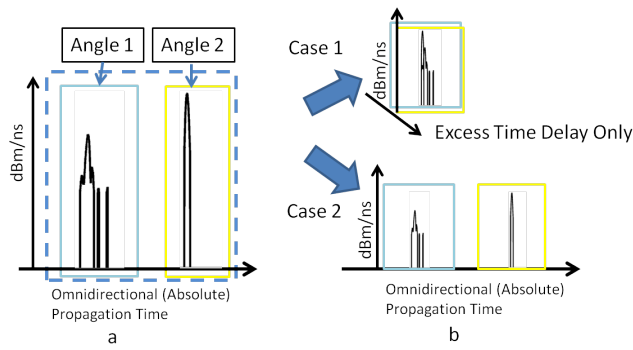 Angle 1
Angle 2
dBm/ns
Omnidirectional (Absolute)
Propagation Time
a
Case 1
dBm/ns
Excess Time Delay Only
Case 2
dBm/ns
Omnidirectional (Absolute)
Propagation Time
b